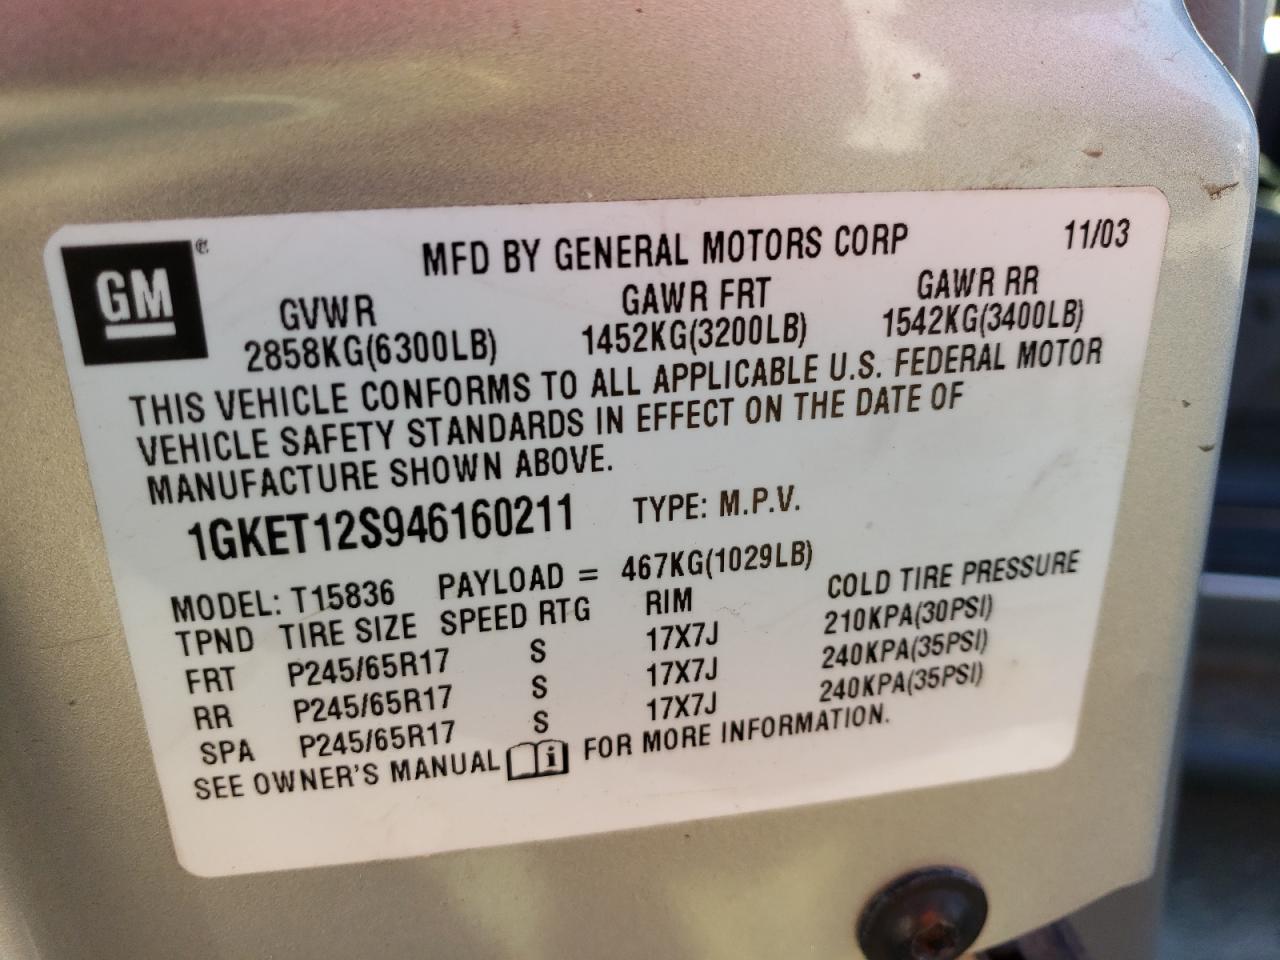 GM
MFD BY GENERAL MOTORS CORP 11/03
GVWR GAWR FRT GAWR RR
2858KG(6300LB) 1452KG(3200LB) 1542KG(3400LB)
THIS VEHICLE CONFORMS TO ALL APPLICABLE U.S. FEDERAL MOTOR
VEHICLE SAFETY STANDARDS IN EFFECT ON THE DATE OF
MANUFACTURE SHOWN ABOVE.
1GKET12S946160211 TYPE: M.P.V.
MODEL: T15836 PAYLOAD = 467KG(1029LB)
TPND TIRE SIZE SPEED RTG RIM COLD TIRE PRESSURE
FRT P245/65R17 S 17X7J 210KPA(30PSI)
RR P245/65R17 S 17X7J 240KPA(35PSI)
SPA P245/65R17 S 17X7J 240KPA(35PSI)
SEE OWNER'S MANUAL i FOR MORE INFORMATION.